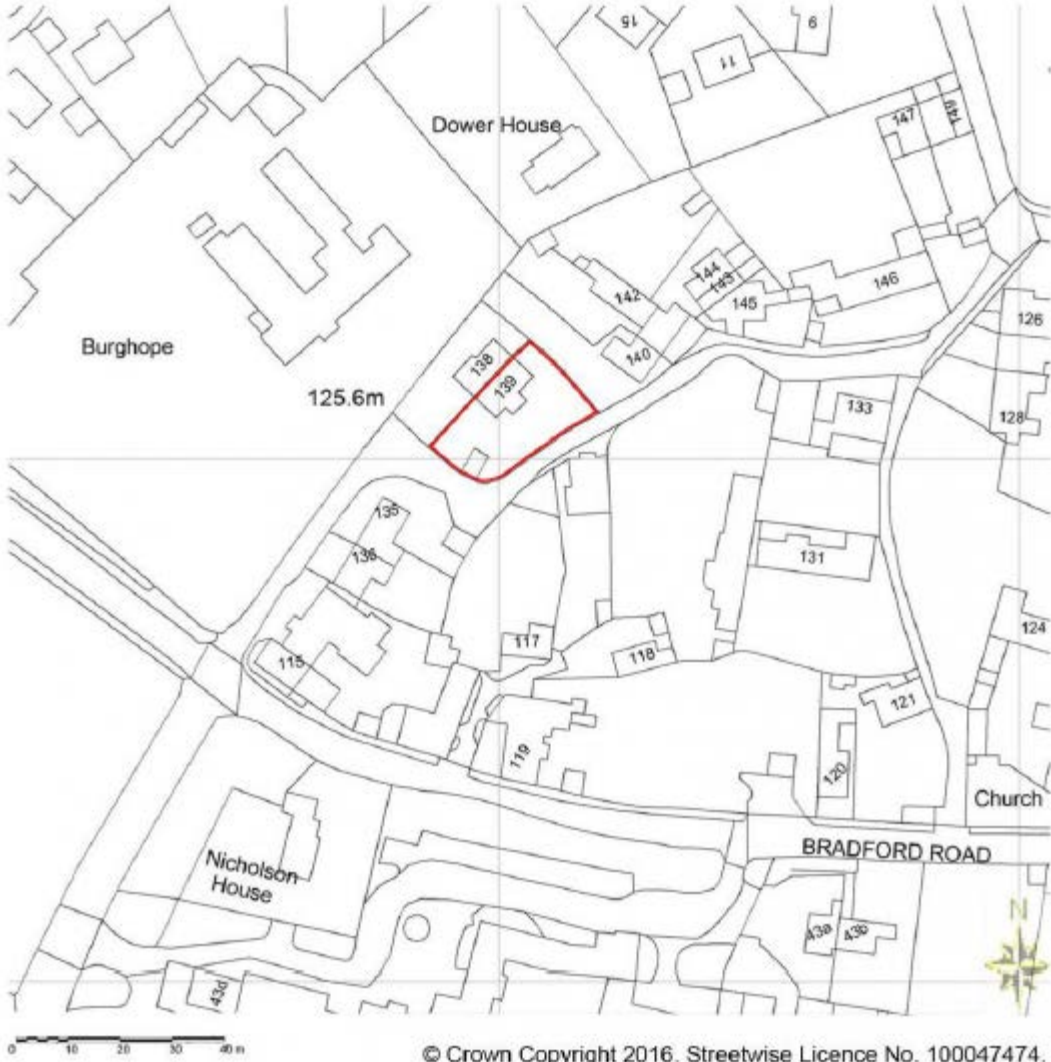 15
9
11
Dower House
147
149
144
143
142
145
146
126
140
Burghope
138
139
125.6m
133
128
135
136
131
124
117
118
115
121
119
120
Church
BRADFORD ROAD
Nicholson
House
43a
43b
N
43d
0 10 20 30 40 m
© Crown Copyright 2016. Streetwise Licence No. 100047474.